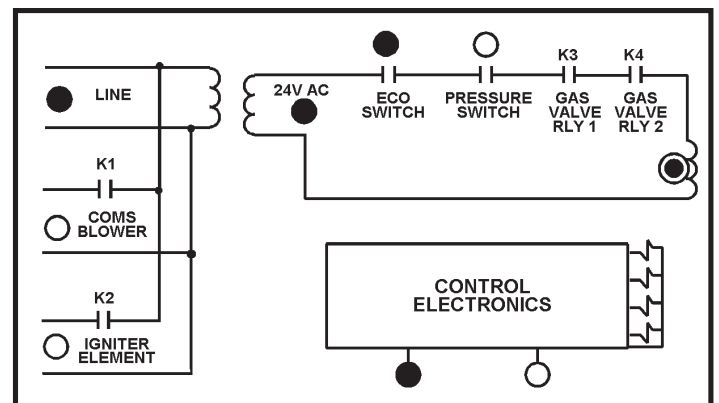 LINE
24V AC
ECO
SWITCH
PRESSURE
SWITCH
K3
GAS
VALVE
RLY 1
K4
GAS
VALVE
RLY 2
K1
COMS
BLOWER
K2
IGNITER
ELEMENT
CONTROL
ELECTRONICS